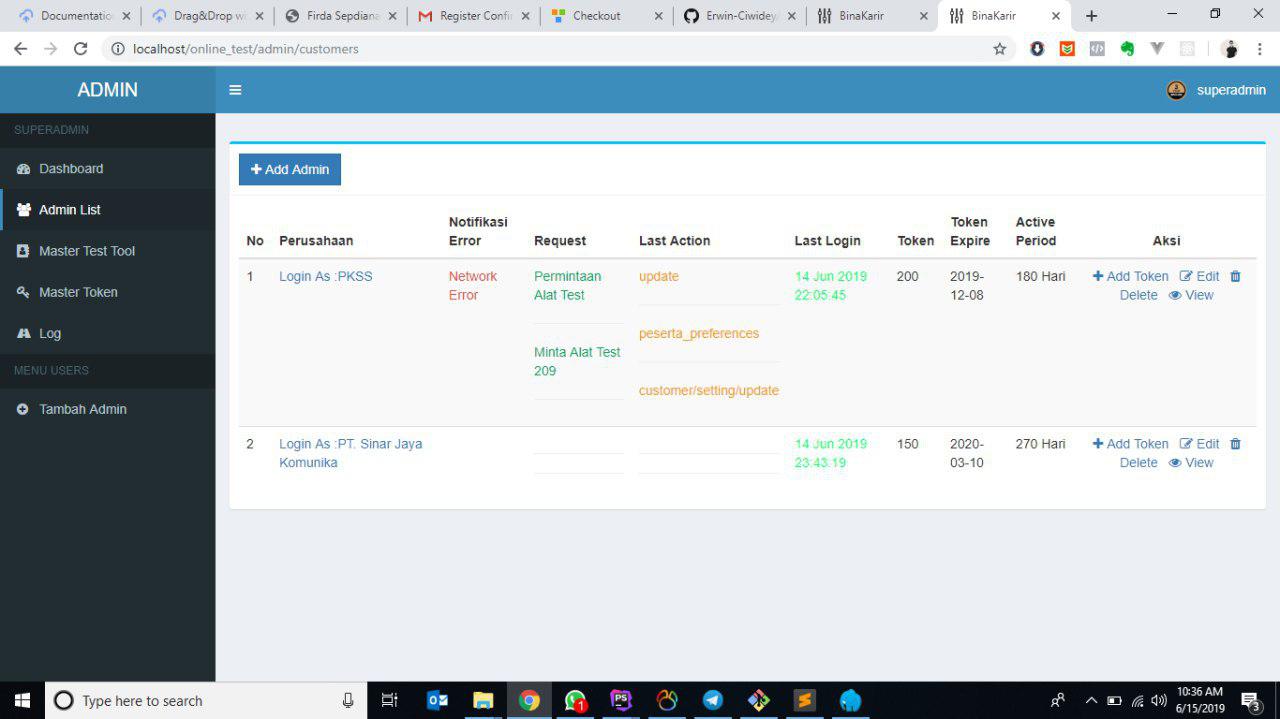 Documentatio
Drag&Drop wi
Firda Sepdiana
Register Confir
Checkout
Erwin-Ciwidey/
BinaKarir
BinaKarir
localhost/online_test/admin/customers
ADMIN
superadmin
SUPERADMIN
Dashboard
Admin List
Master Test Tool
Master Token
Log
MENU USERS
Tambah Admin
Add Admin
No Perusahaan Notifikasi Error Request Last Action Last Login Token Token Expire Active Period Aksi
1 Login As :PKSS Network Error Permintaan Alat Test update 14 Jun 2019 22:05:45 200 2019-12-08 180 Hari Add Token Edit Delete View
peserta_preferences
Minta Alat Test 209
customer/setting/update
2 Login As :PT. Sinar Jaya Komunika 14 Jun 2019 23:43:19 150 2020-03-10 270 Hari Add Token Edit Delete View
Type here to search
1
PS
10:36 AM
6/15/2019
3